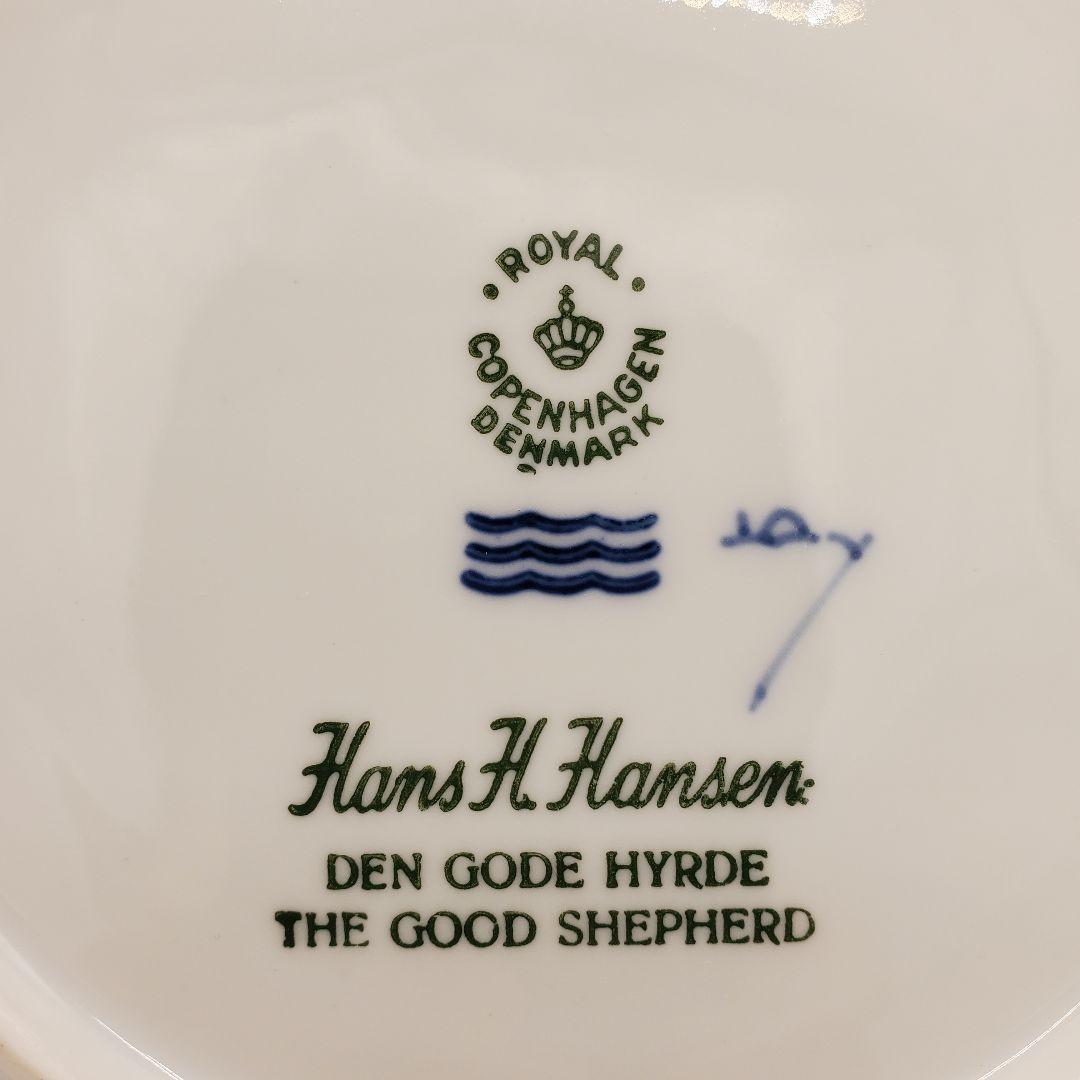 ROYAL
COPENHAGEN
DENMARK
Hans H. Hansen
DEN GODE HYRDE
THE GOOD SHEPHERD